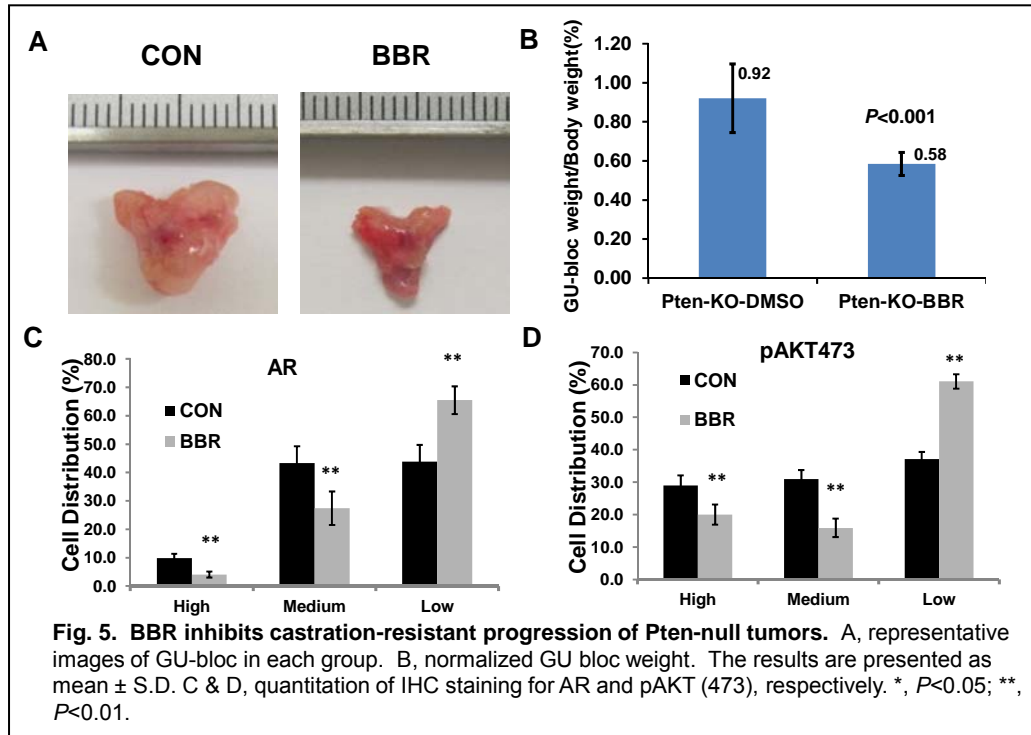 A
CON
BBR
B
GU-bloc weight/Body weight(%)
1.20
1.00
0.80
0.60
0.40
0.20
0.00
0.92
P<0.001
0.58
Pten-KO-DMSO
Pten-KO-BBR
C
AR
Cell Distribution (%)
80.0
70.0
60.0
50.0
40.0
30.0
20.0
10.0
0.0
CON
BBR
**
**
**
High
Medium
Low
D
pAKT473
Cell Distribution (%)
70.0
60.0
50.0
40.0
30.0
20.0
10.0
0.0
CON
BBR
**
**
**
High
Medium
Low
Fig. 5. BBR inhibits castration-resistant progression of Pten-null tumors. A, representative
images of GU-bloc in each group. B, normalized GU bloc weight. The results are presented as
mean ± S.D. C & D, quantitation of IHC staining for AR and pAKT (473), respectively. *, P<0.05; **,
P<0.01.